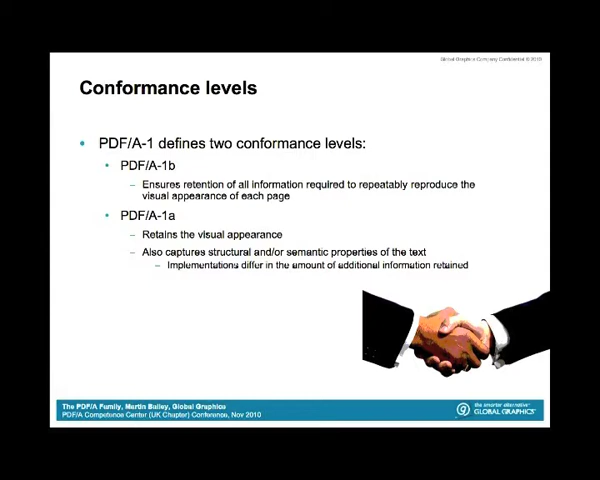 Global Graphics Company Confidential © 2010
Conformance levels
• PDF/A-1 defines two conformance levels:
• PDF/A-1b
– Ensures retention of all information required to repeatably reproduce the
visual appearance of each page
• PDF/A-1a
– Retains the visual appearance
– Also captures structural and/or semantic properties of the text
– Implementations differ in the amount of additional information retained
The PDF/A Family, Martin Bailey, Global Graphics
PDF/A Competence Center (UK Chapter) Conference, Nov 2010
the smarter alternative™
GLOBAL GRAPHICS®